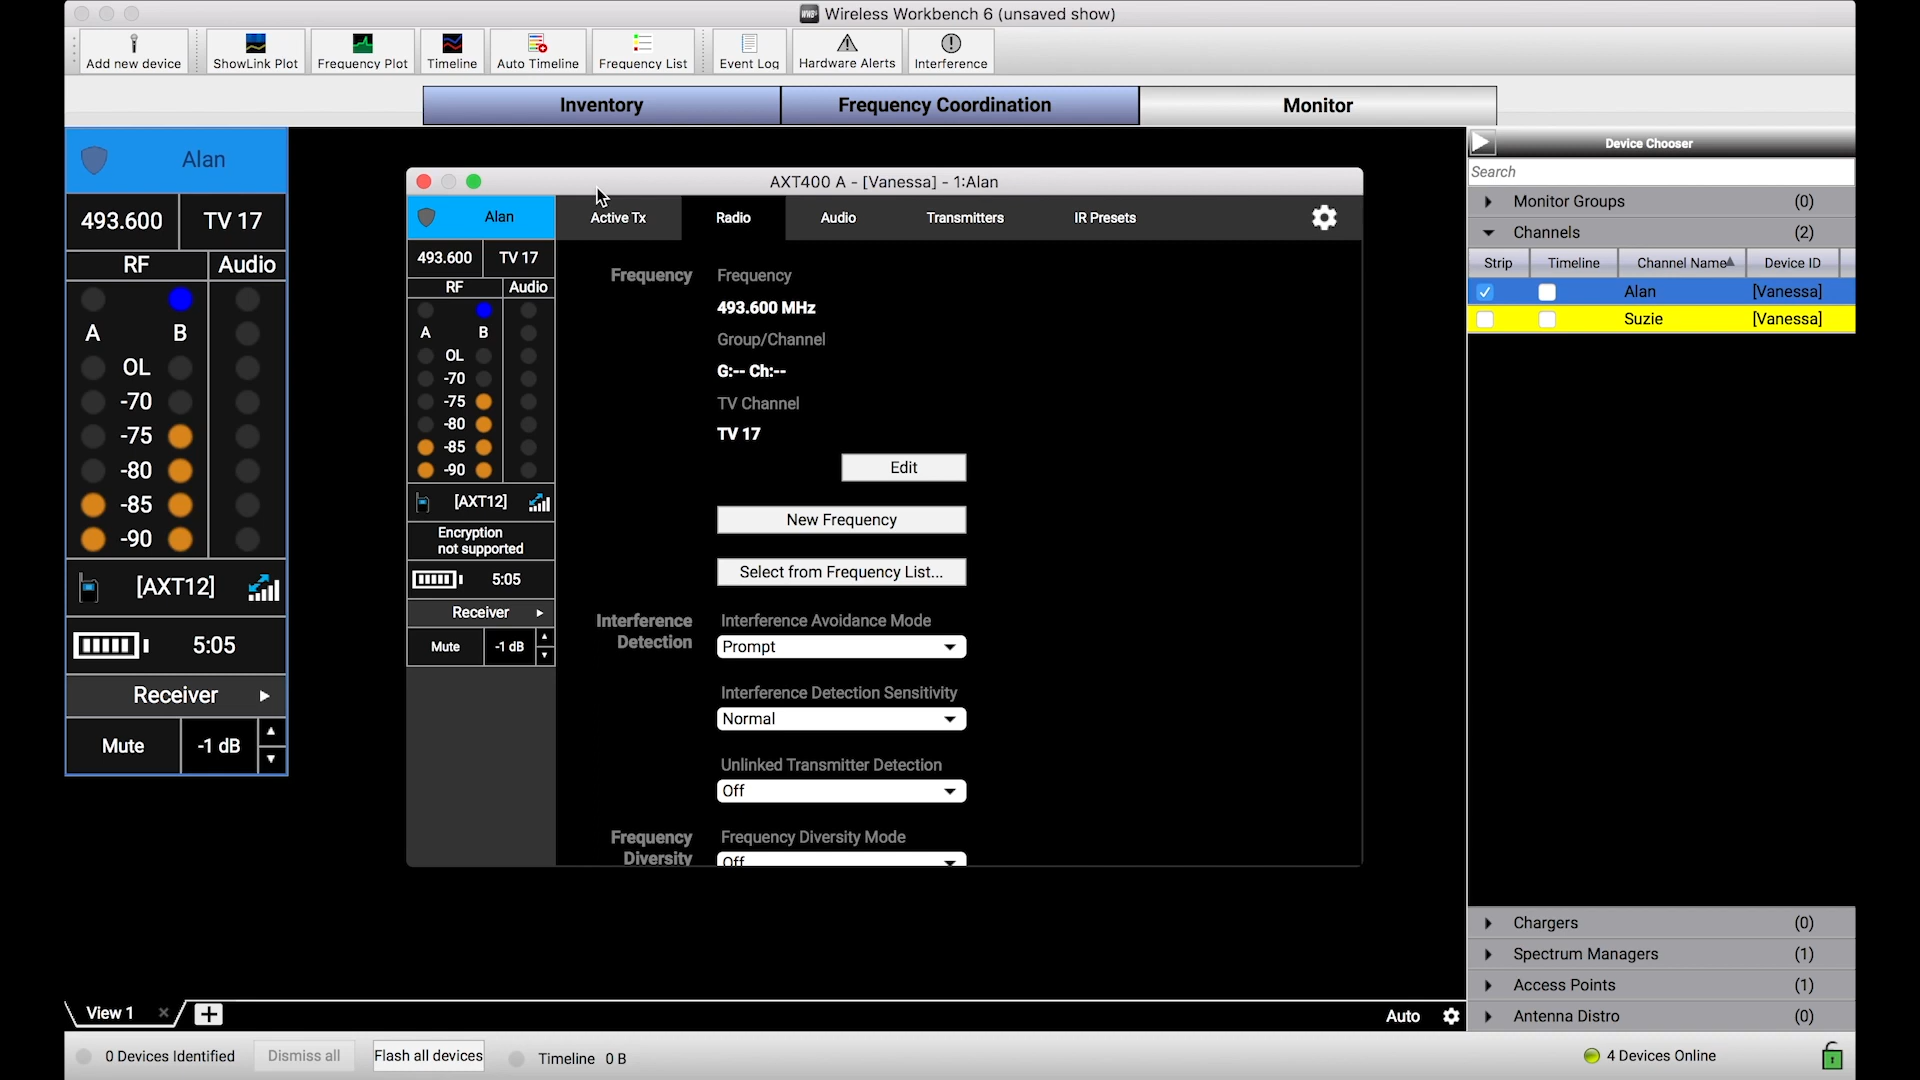 Wireless Workbench 6 (unsaved show)
Add new device
ShowLink Plot
Frequency Plot
Timeline
Auto Timeline
Frequency List
Event Log
Hardware Alerts
Interference
Inventory
Frequency Coordination
Monitor
Alan
493.600
TV 17
RF
Audio
A
B
OL
-70
-75
-80
-85
-90
[AXT12]
5:05
Receiver
Mute
-1 dB
AXT400 A - [Vanessa] - 1:Alan
Alan
Active Tx
Radio
Audio
Transmitters
IR Presets
493.600
TV 17
RF
Audio
A
B
OL
-70
-75
-80
-85
-90
[AXT12]
Encryption
not supported
5:05
Receiver
Mute
-1 dB
Frequency
Frequency
493.600 MHz
Group/Channel
G:-- Ch:--
TV Channel
TV 17
Edit
New Frequency
Select from Frequency List...
Interference
Detection
Interference Avoidance Mode
Prompt
Interference Detection Sensitivity
Normal
Unlinked Transmitter Detection
Off
Frequency
Diversity
Frequency Diversity Mode
Off
Device Chooser
Search
Monitor Groups (0)
Channels (2)
Strip Timeline Channel Name Device ID
Alan [Vanessa]
Suzie [Vanessa]
Chargers (0)
Spectrum Managers (1)
Access Points (1)
Antenna Distro (0)
View 1
Auto
0 Devices Identified
Dismiss all
Flash all devices
Timeline 0 B
4 Devices Online